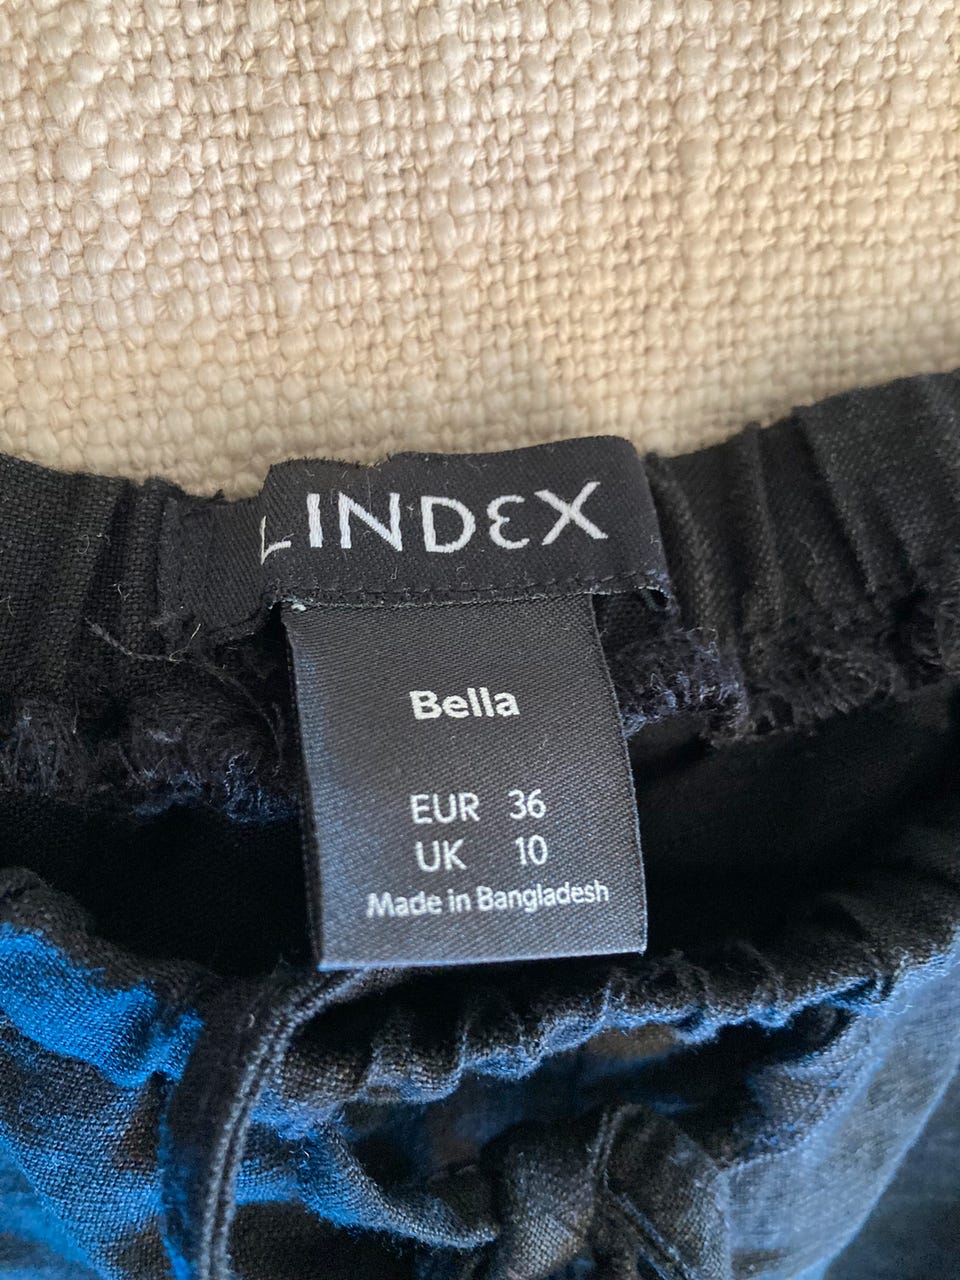 LINDEX
Bella
EUR 36
UK 10
Made in Bangladesh